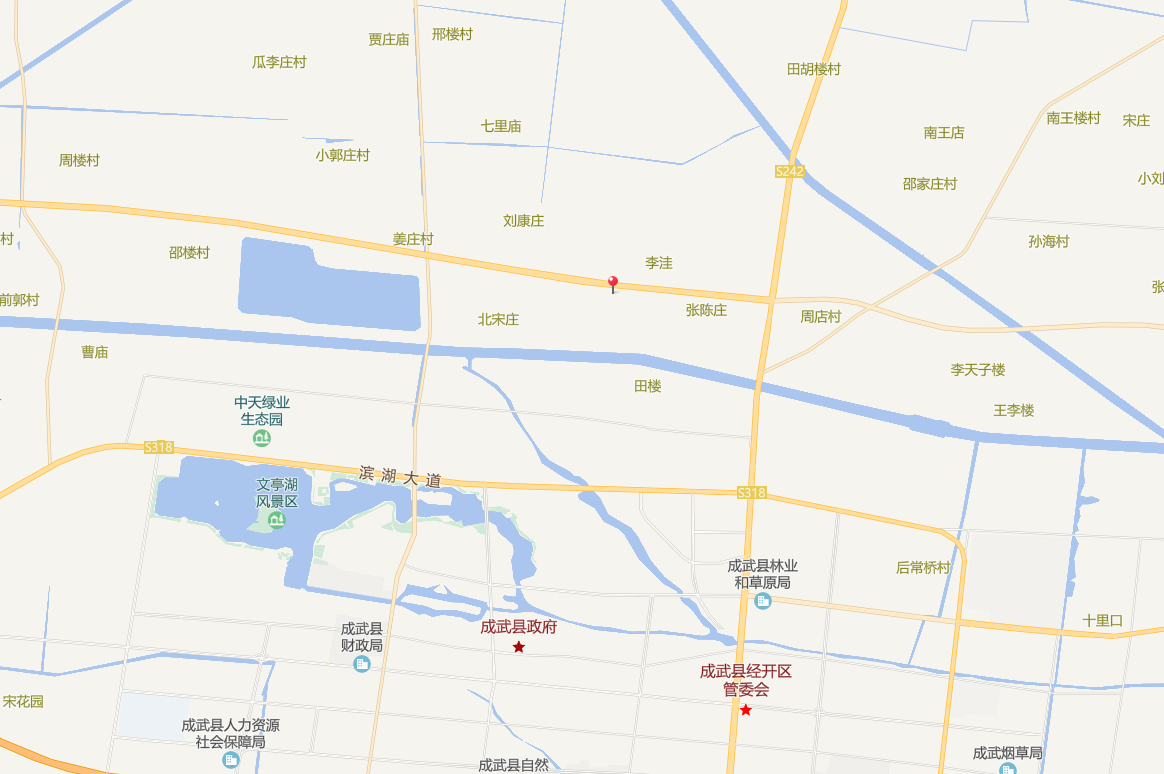 邢楼村
贾庄庙
瓜李庄村
田胡楼村
南王楼村
宋庄
七里庙
南王店
小郭庄村
周楼村
S242
小刘
邵家庄村
刘康庄
姜庄村
村
孙海村
邵楼村
李洼
张
前郭村
张陈庄
周店村
北宋庄
曹庙
李天子楼
田楼
中天绿业
生态园
王李楼
S318
滨湖大道
文亭湖
风景区
S318
成武县林业
和草原局
后常桥村
十里口
成武县政府
成武县
财政局
成武县经开区
管委会
宋花园
成武县人力资源
社会保障局
成武烟草局
成武县自然